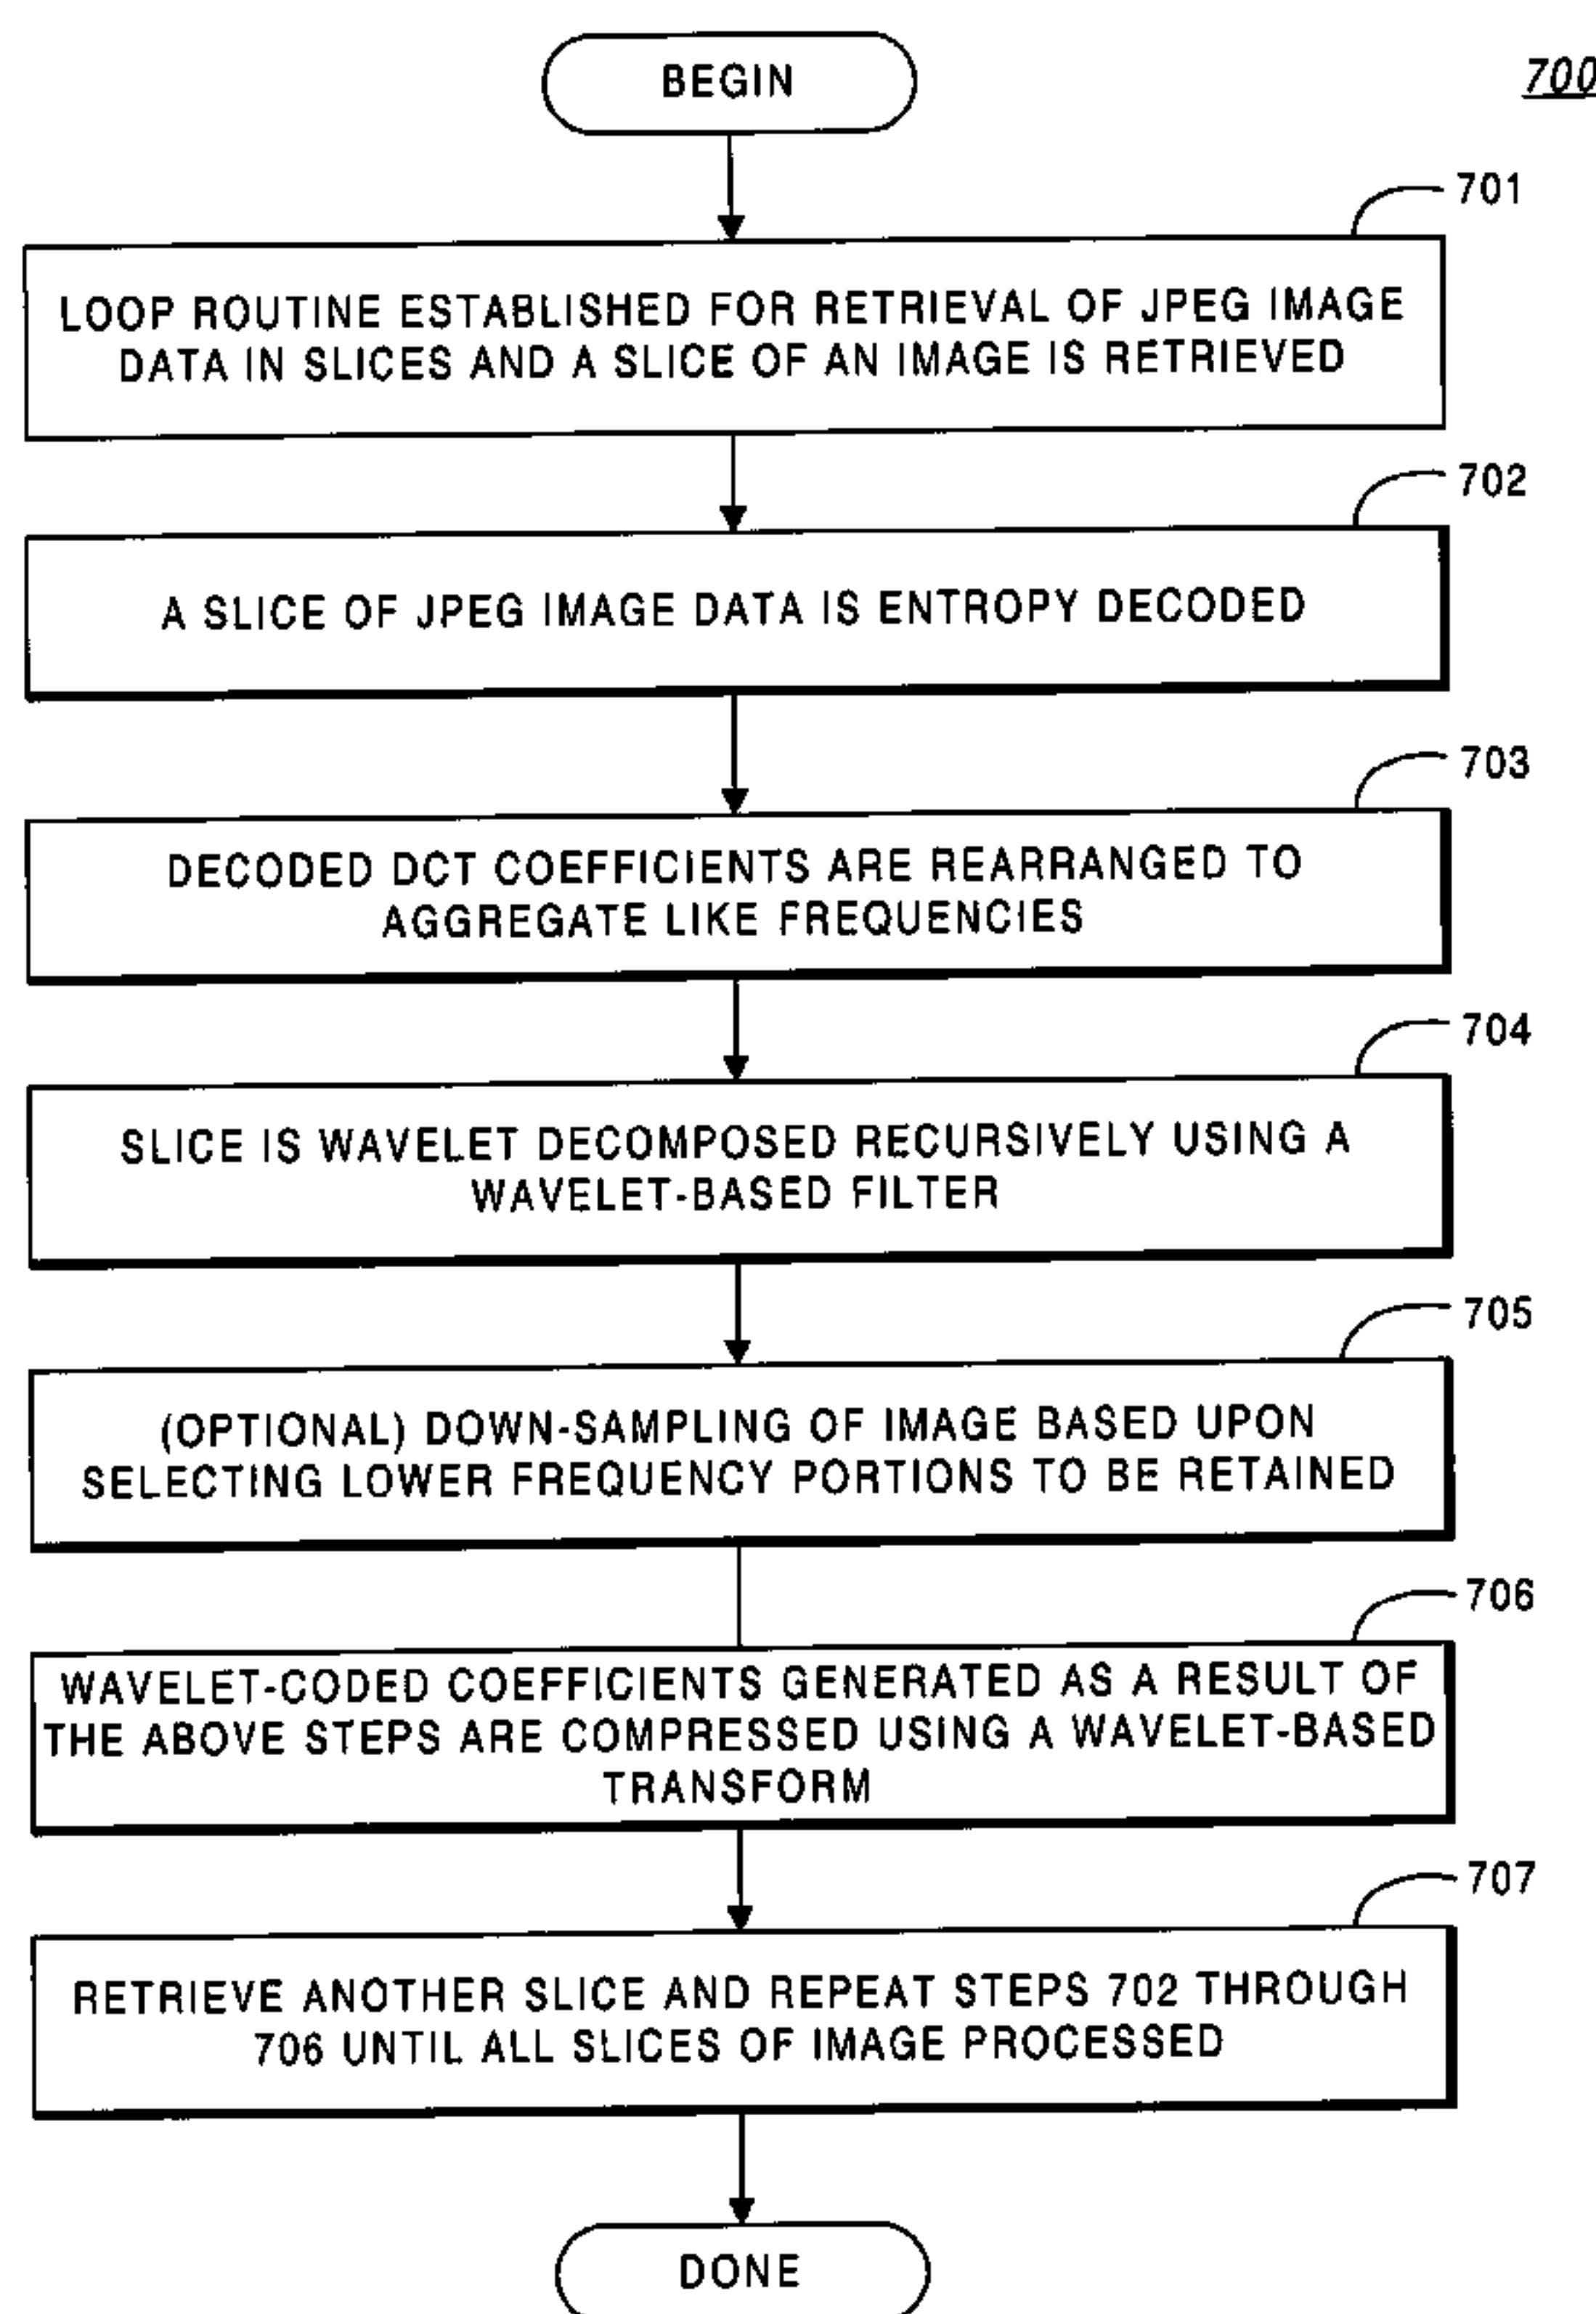 BEGIN
700
701
LOOP ROUTINE ESTABLISHED FOR RETRIEVAL OF JPEG IMAGE
DATA IN SLICES AND A SLICE OF AN IMAGE IS RETRIEVED
702
A SLICE OF JPEG IMAGE DATA IS ENTROPY DECODED
703
DECODED DCT COEFFICIENTS ARE REARRANGED TO
AGGREGATE LIKE FREQUENCIES
704
SLICE IS WAVELET DECOMPOSED RECURSIVELY USING A
WAVELET-BASED FILTER
705
(OPTIONAL) DOWN-SAMPLING OF IMAGE BASED UPON
SELECTING LOWER FREQUENCY PORTIONS TO BE RETAINED
706
WAVELET-CODED COEFFICIENTS GENERATED AS A RESULT OF
THE ABOVE STEPS ARE COMPRESSED USING A WAVELET-BASED
TRANSFORM
707
RETRIEVE ANOTHER SLICE AND REPEAT STEPS 702 THROUGH
706 UNTIL ALL SLICES OF IMAGE PROCESSED
DONE